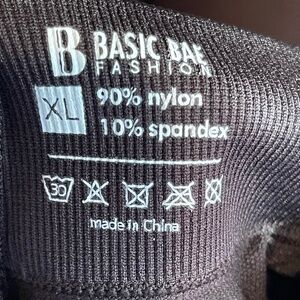 B BASIC BAE
FASHION
XL 90% nylon
10% spandex
30
made in China